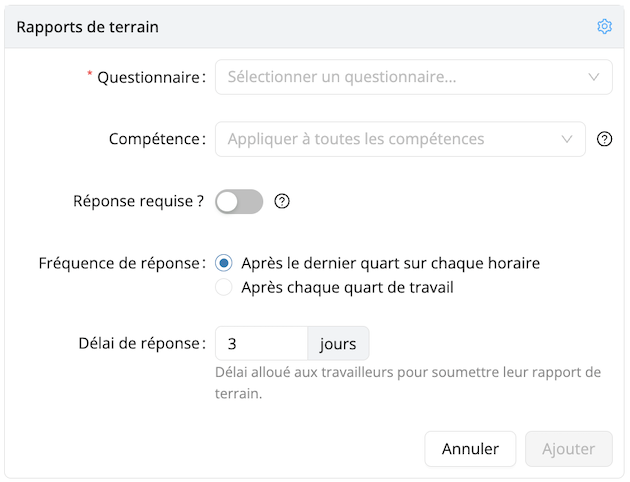 Rapports de terrain
* Questionnaire : Sélectionner un questionnaire...
Compétence : Appliquer à toutes les compétences
Réponse requise ?
Fréquence de réponse : Après le dernier quart sur chaque horaire
Après chaque quart de travail
Délai de réponse : 3 jours
Délai alloué aux travailleurs pour soumettre leur rapport de
terrain.
Annuler Ajouter